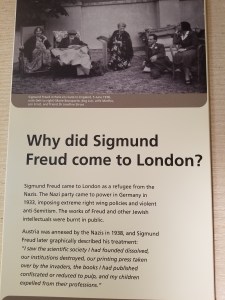 Why did Sigmund
Freud come to London?
Sigmund Freud came to London as a refugee from the
Nazis. The Nazi party came to power in Germany in
1933, imposing extreme right wing policies and violent
anti-Semitism. The works of Freud and other Jewish
intellectuals were burnt in public.
Austria was annexed by the Nazis in 1938, and Sigmund
Freud later graphically described his treatment:
"I saw the scientific society I had founded dissolved,
our institutions destroyed, our printing press taken
over by the invaders, the books I had published
confiscated or reduced to pulp, and my children
expelled from their professions."